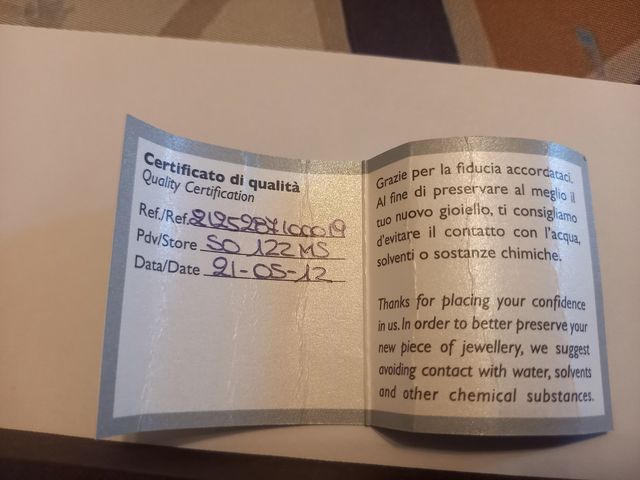 Certificato di qualità
Quality Certification
Ref./Ref. 2125287100019
Pdv/Store SO 122 MS
Data/Date 21-05-12
Grazie per la fiducia accordataci.
Al fine di preservare al meglio il
tuo nuovo gioiello, ti consigliamo
d'evitare il contatto con l'acqua,
solventi o sostanze chimiche.
Thanks for placing your confidence
in us. In order to better preserve your
new piece of jewellery, we suggest
avoiding contact with water, solvents
and other chemical substances.